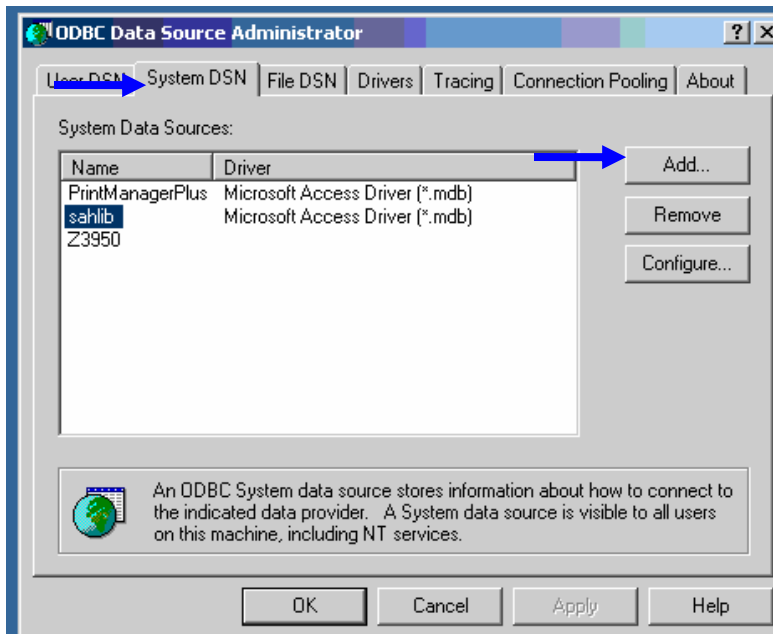 ODBC Data Source Administrator
User DSN System DSN File DSN Drivers Tracing Connection Pooling About
System Data Sources:
Name Driver
PrintManagerPlus Microsoft Access Driver (*.mdb)
sahlib Microsoft Access Driver (*.mdb)
Z3950
Add...
Remove
Configure...
An ODBC System data source stores information about how to connect to
the indicated data provider. A System data source is visible to all users
on this machine, including NT services.
OK Cancel Apply Help